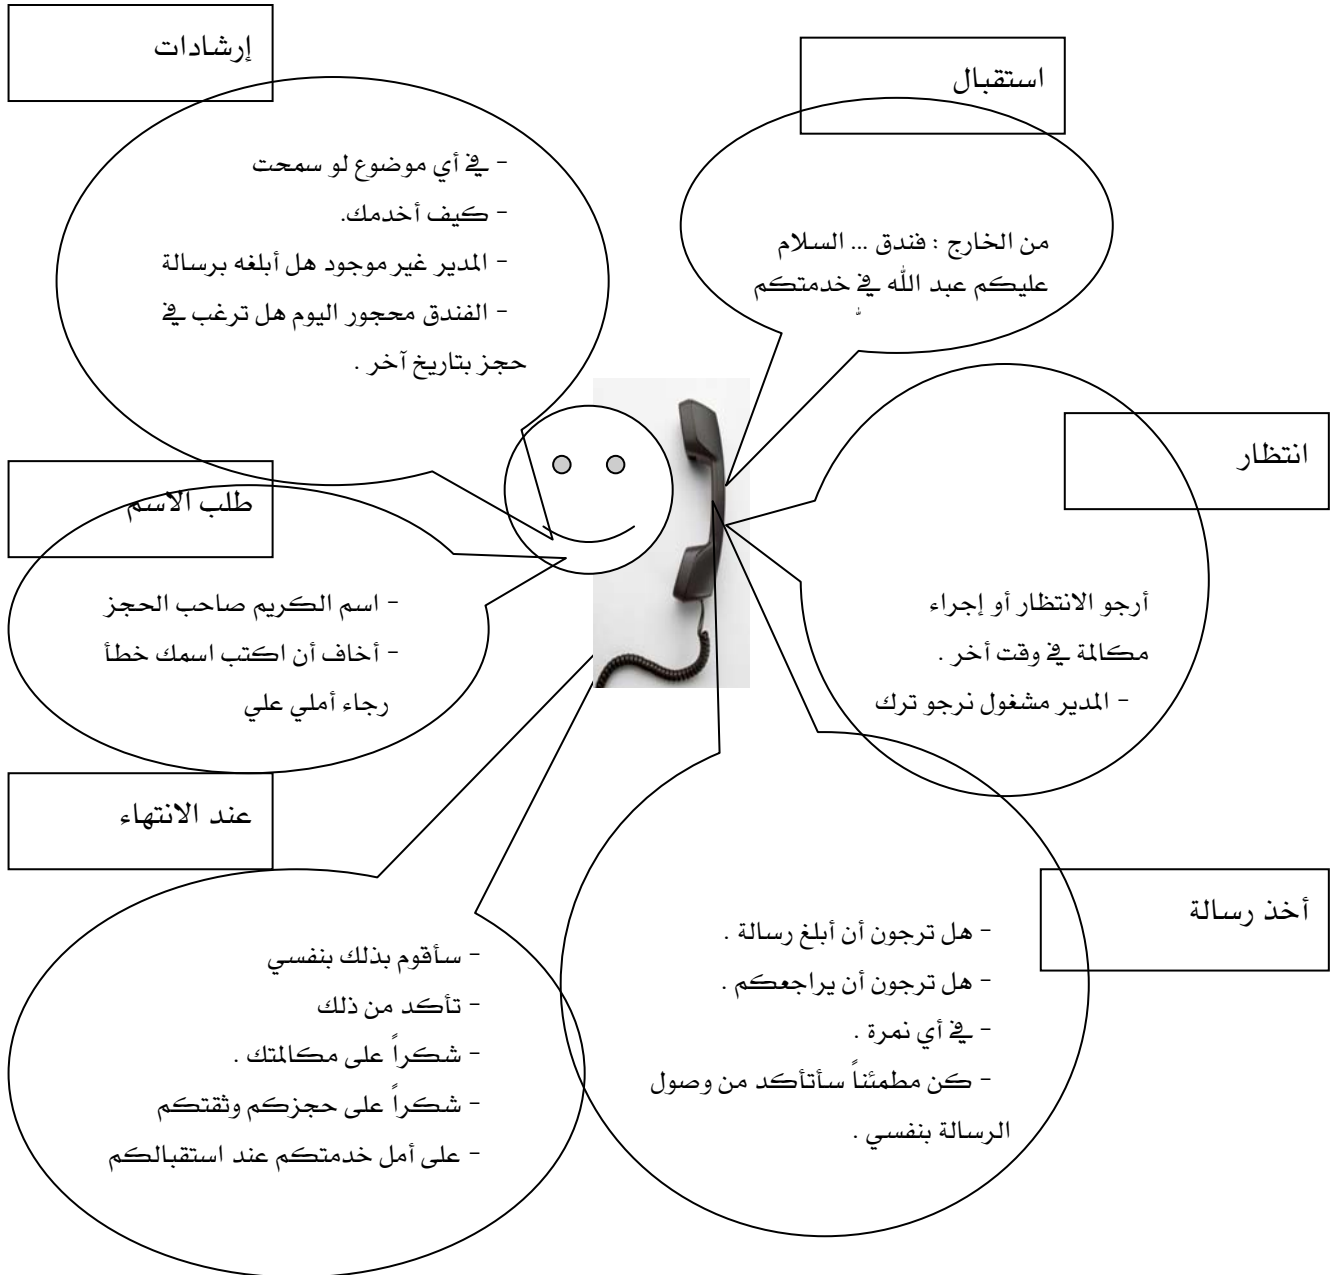 استقبال
من الخارج : فندق ... السلام
عليكم عبد الله في خدمتكم
إرشادات
- في أي موضوع لو سمحت
- كيف أخدمك.
- المدير غير موجود هل أبلغه برسالة
- الفندق محجور اليوم هل ترغب في
حجز بتاريخ آخر .
انتظار
أرجو الانتظار أو إجراء
مكالمة في وقت أخر .
- المدير مشغول نرجو ترك
طلب الاسم
- اسم الكريم صاحب الحجز
- أخاف أن اكتب اسمك خطأ
رجاء أملي علي
أخذ رسالة
- هل ترجون أن أبلغ رسالة .
- هل ترجون أن يراجعكم .
- في أي نمرة .
- كن مطمئناً سأتأكد من وصول
الرسالة بنفسي .
عند الانتهاء
- سأقوم بذلك بنفسي
- تأكد من ذلك
- شكراً على مكالمتك .
- شكراً على حجزكم وثقتكم
- على أمل خدمتكم عند استقبالكم